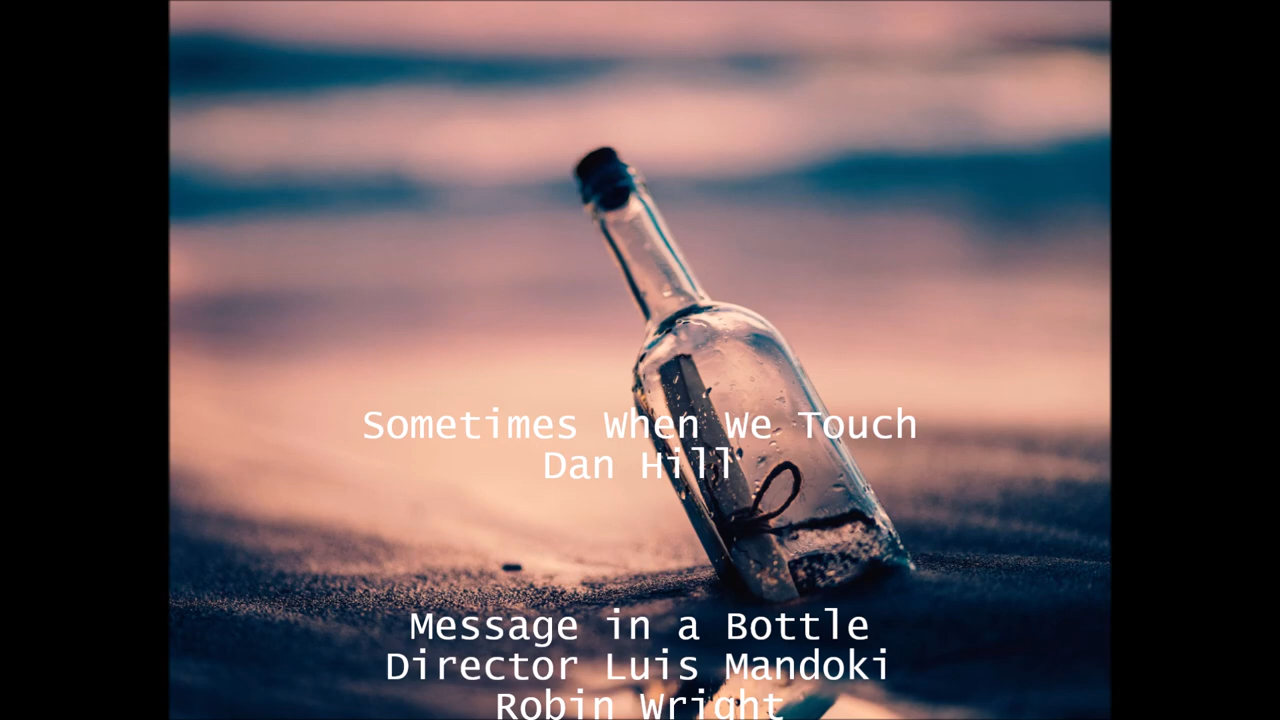 Sometimes When We Touch
Dan Hill
Message in a Bottle
Director Luis Mandoki
Robin Wright